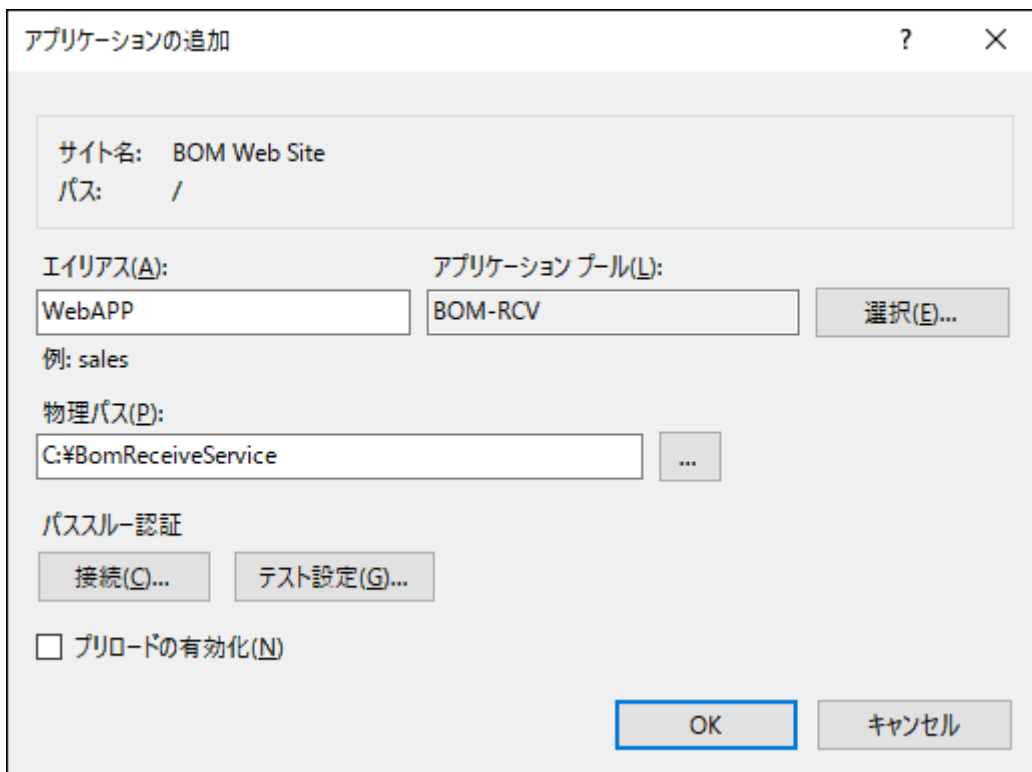 アプリケーションの追加 ?
サイト名: BOM Web Site
パス: /
エイリアス(A): アプリケーション プール(L):
WebAPP BOM-RCV 選択(E)...
例: sales
物理パス(P):
C:¥BomReceiveService ...
パススルー認証
接続(C)... テスト設定(G)...
プリロードの有効化(N)
OK キャンセル